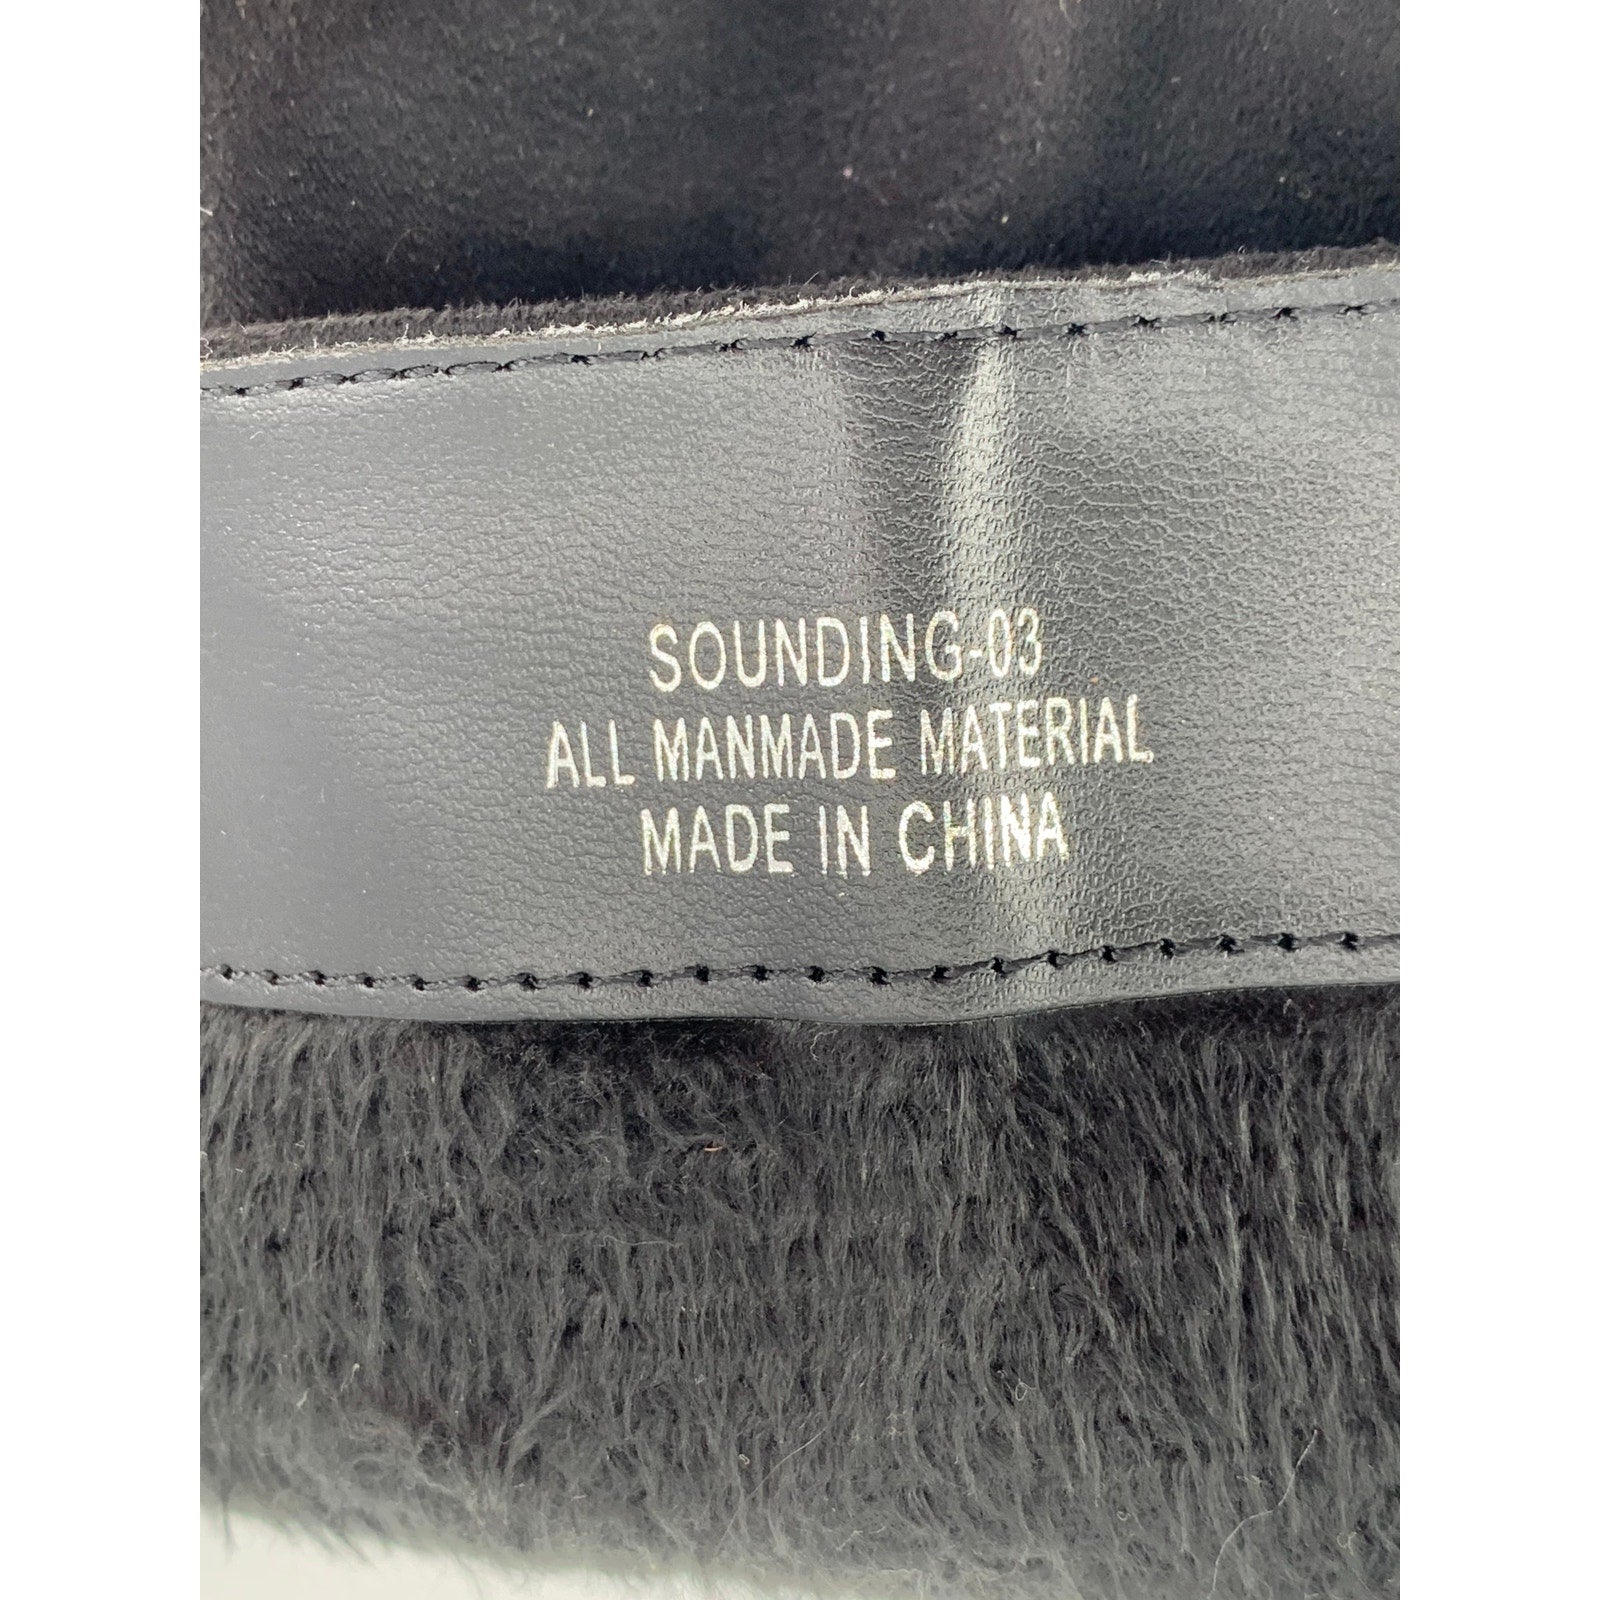 SOUNDING-03
ALL MANMADE MATERIAL
MADE IN CHINA